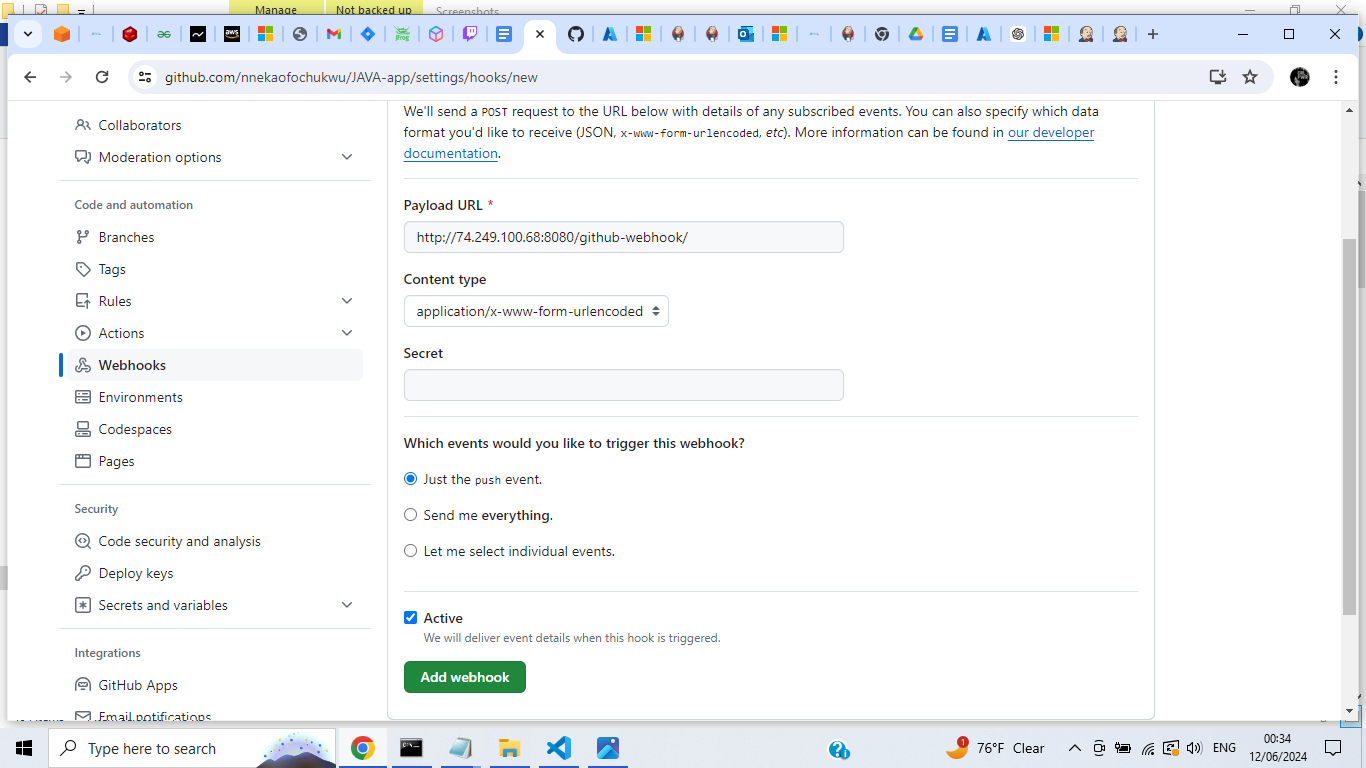 Manage
Not backed up
Screenshots
aws
github.com/nnekaofochukwu/JAVA-app/settings/hooks/new
We'll send a POST request to the URL below with details of any subscribed events. You can also specify which data
format you'd like to receive (JSON, x-www-form-urlencoded, etc). More information can be found in our developer
documentation.
Collaborators
Moderation options
Code and automation
Branches
Tags
Rules
Actions
Webhooks
Environments
Codespaces
Pages
Security
Code security and analysis
Deploy keys
Secrets and variables
Integrations
GitHub Apps
Email notifications
Payload URL *
http://74.249.100.68:8080/github-webhook/
Content type
application/x-www-form-urlencoded
Secret
Which events would you like to trigger this webhook?
Just the push event.
Send me everything.
Let me select individual events.
Active
We will deliver event details when this hook is triggered.
Add webhook
Type here to search
1
76°F Clear
ENG
00:34
12/06/2024